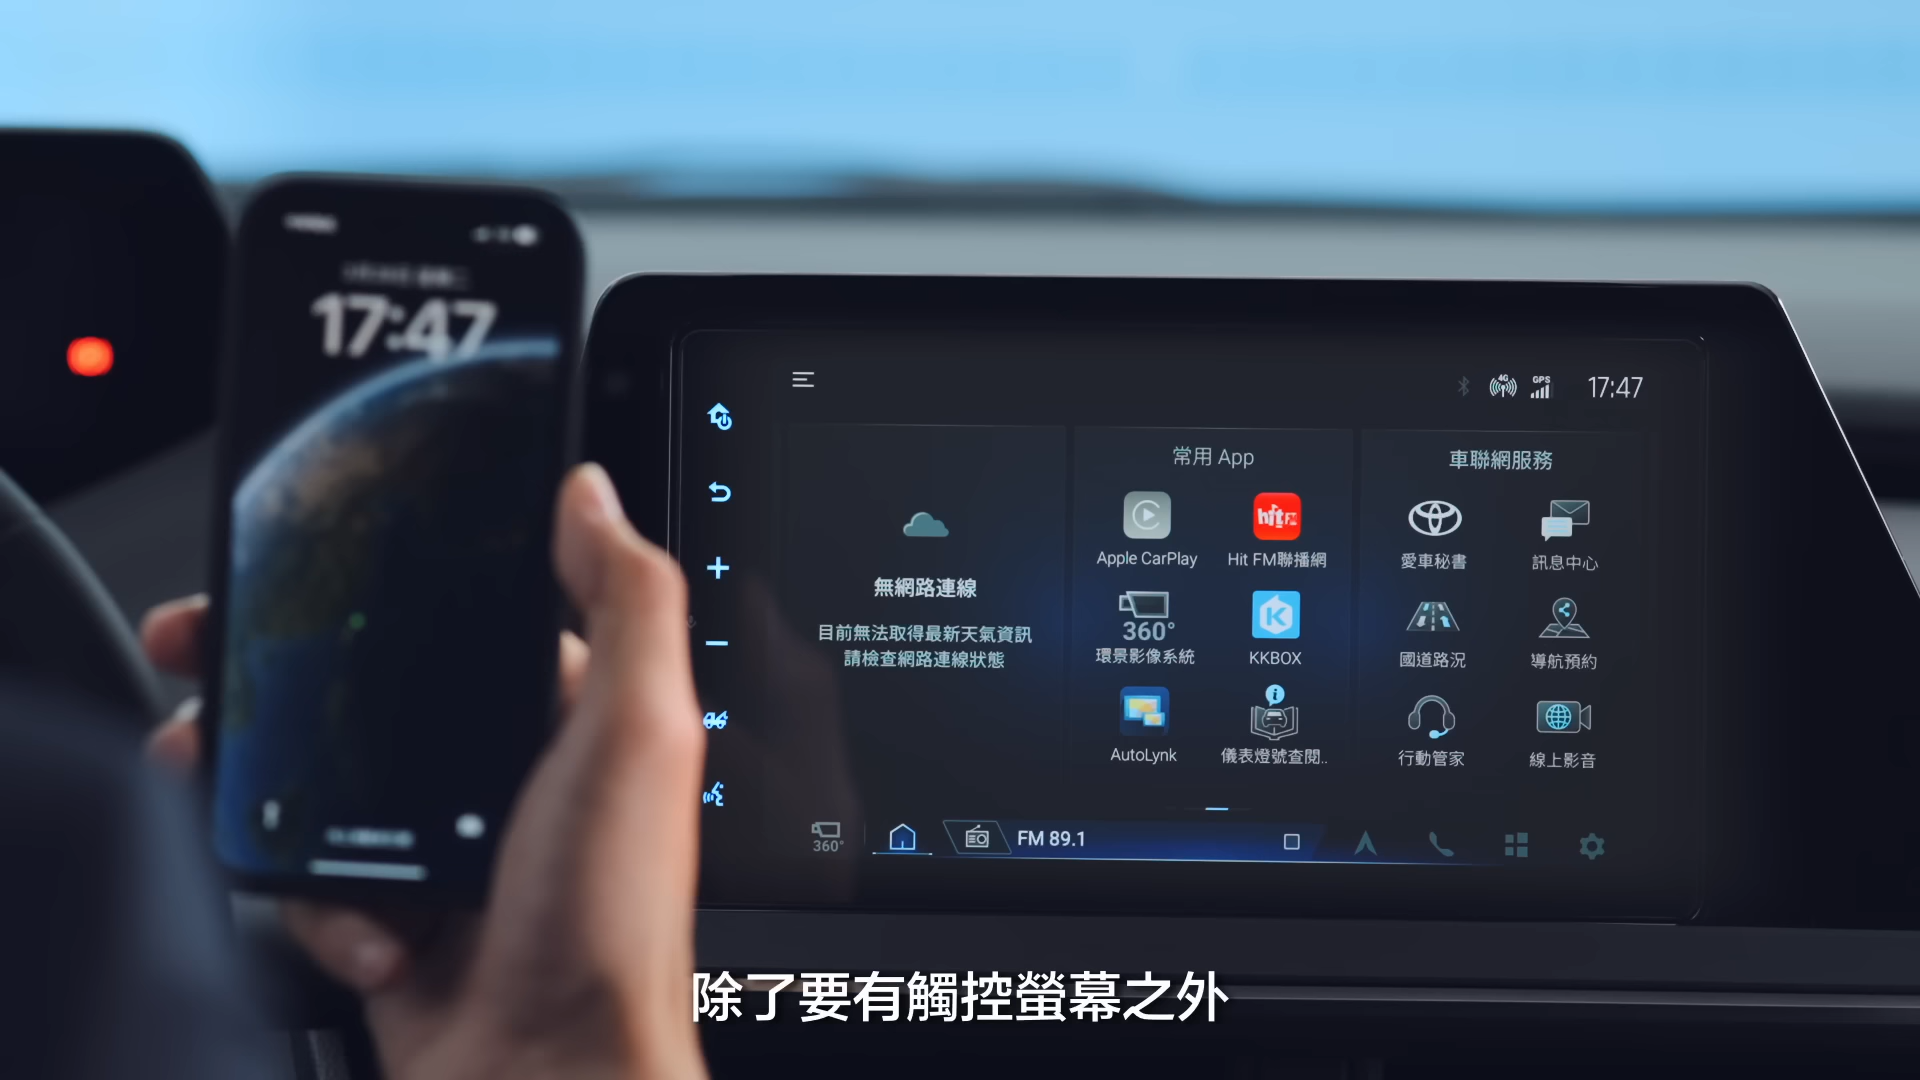 17:47
4G
GPS
17:47
無網路連線
目前無法取得最新天氣資訊
請檢查網路連線狀態
常用 App
Apple CarPlay
hit
Hit FM聯播網
360°
環景影像系統
KKBOX
AutoLynk
儀表燈號查閱..
車聯網服務
愛車秘書
訊息中心
國道路況
導航預約
行動管家
線上影音
360°
FM 89.1
除了要有觸控螢幕之外